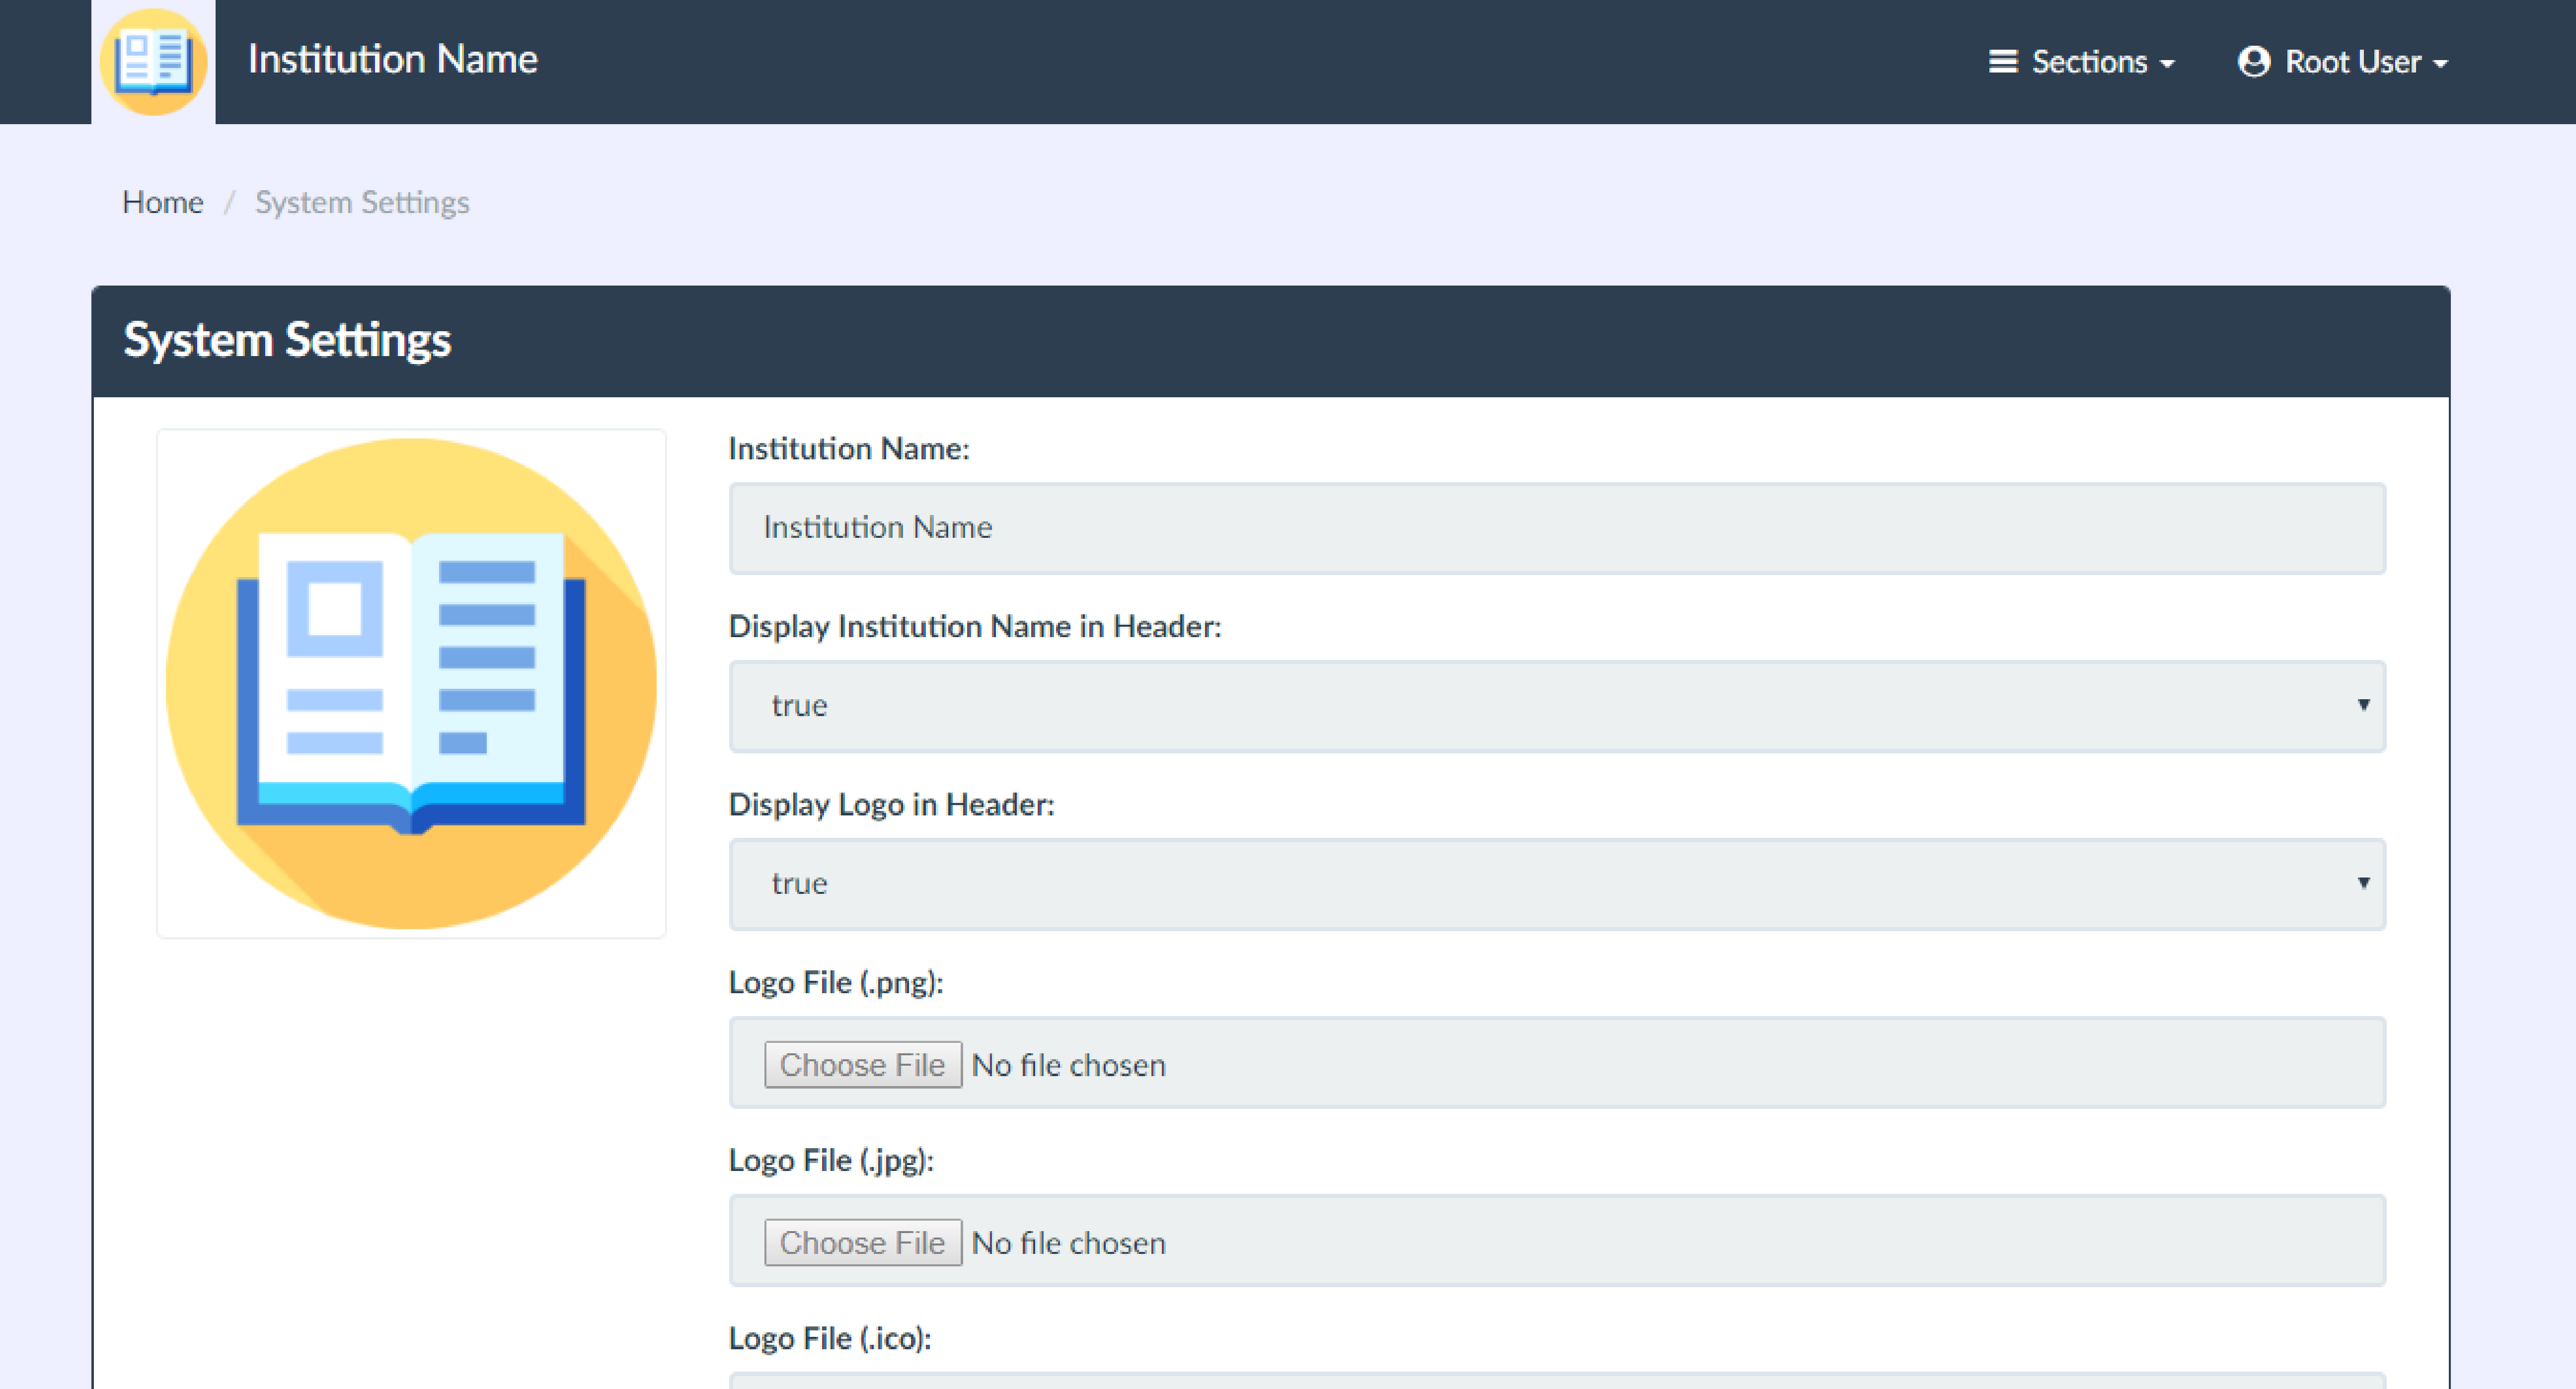 Institution Name
Sections
Root User
Home / System Settings
System Settings
Institution Name:
Institution Name
Display Institution Name in Header:
true
Display Logo in Header:
true
Logo File (.png):
Choose File No file chosen
Logo File (.jpg):
Choose File No file chosen
Logo File (.ico):